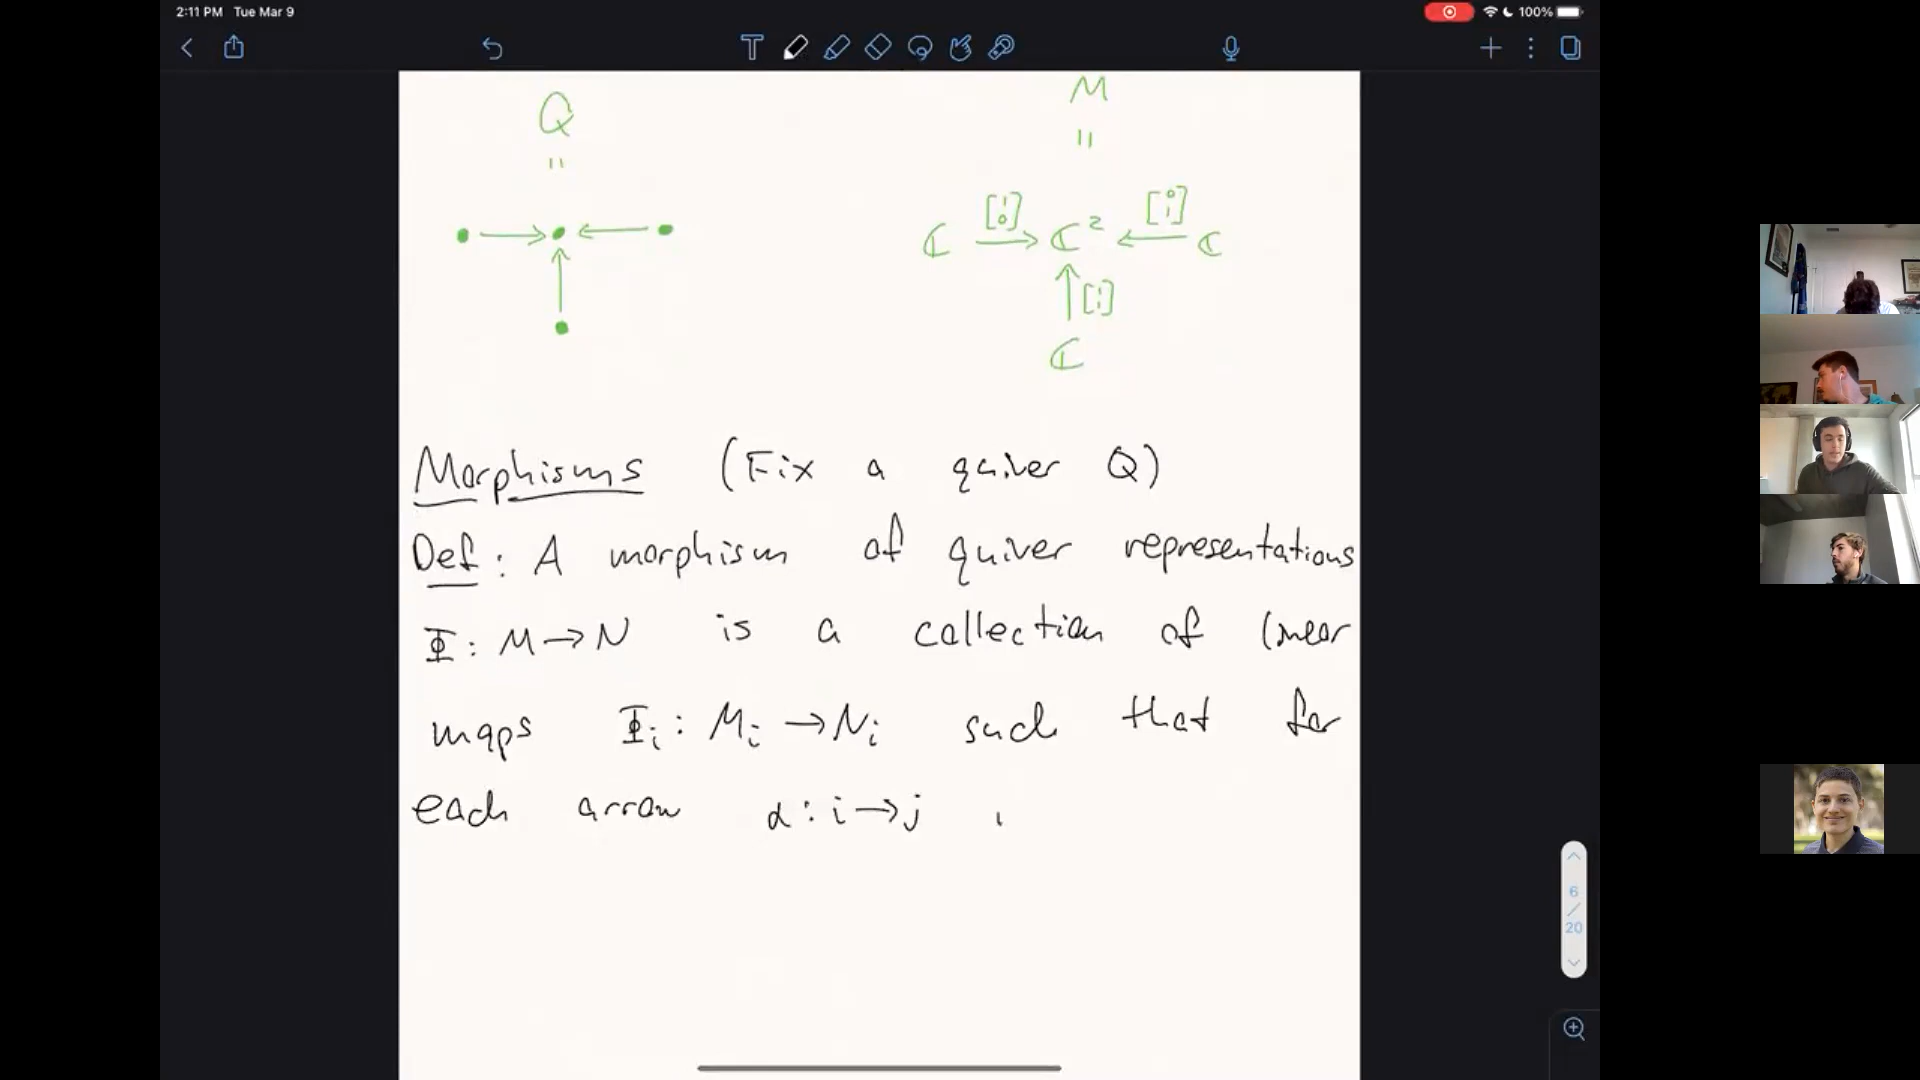 2:11 PM Tue Mar 9
100%
T
Q
M
=
=
ℂ [1 0] → ℂ² ← [0 1] ℂ
↑ [1 1]
ℂ
Morphisms (Fix a quiver Q)
Def: A morphism of quiver representations
Φ: M→N is a collection of linear
maps Φᵢ: Mᵢ →Nᵢ such that for
each arrow α: i→j
6
/
20